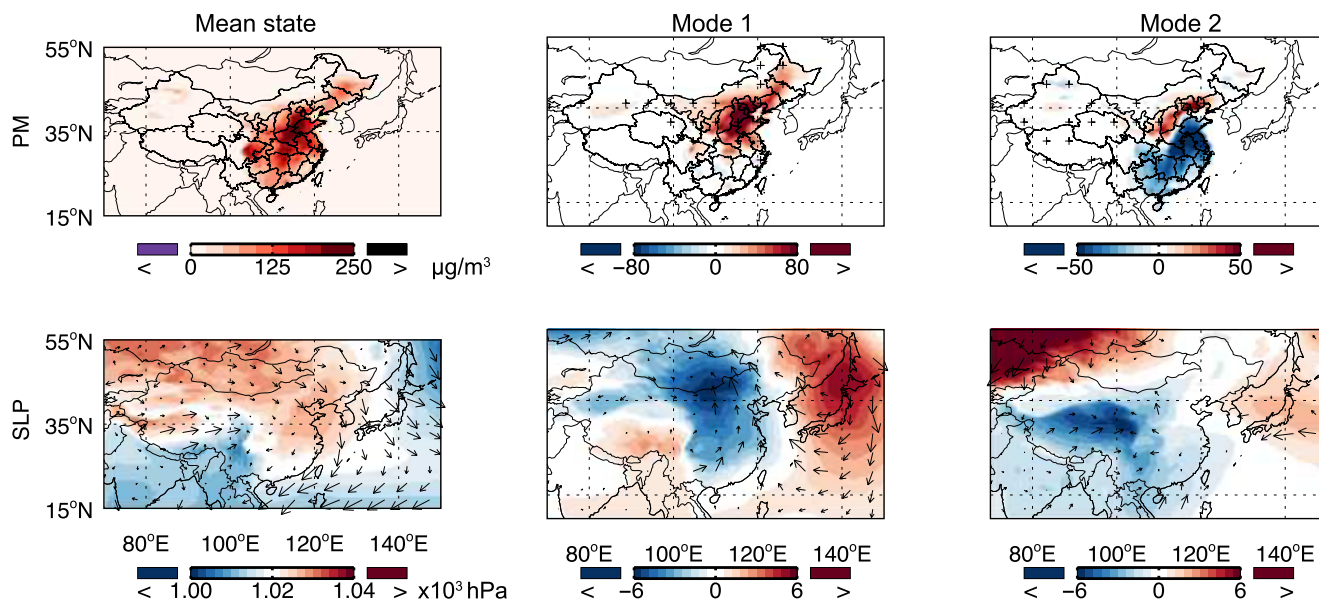 Mean state Mode 1 Mode 2
PM
55°N
35°N
15°N
< 0 125 250 > µg/m³
< −80 0 80 >
< −50 0 50 >
SLP
55°N
35°N
15°N
80°E 100°E 120°E 140°E
80°E 100°E 120°E 140°E
80°E 100°E 120°E 140°E
< 1.00 1.02 1.04 > x10³ hPa
< −6 0 6 >
< −6 0 6 >